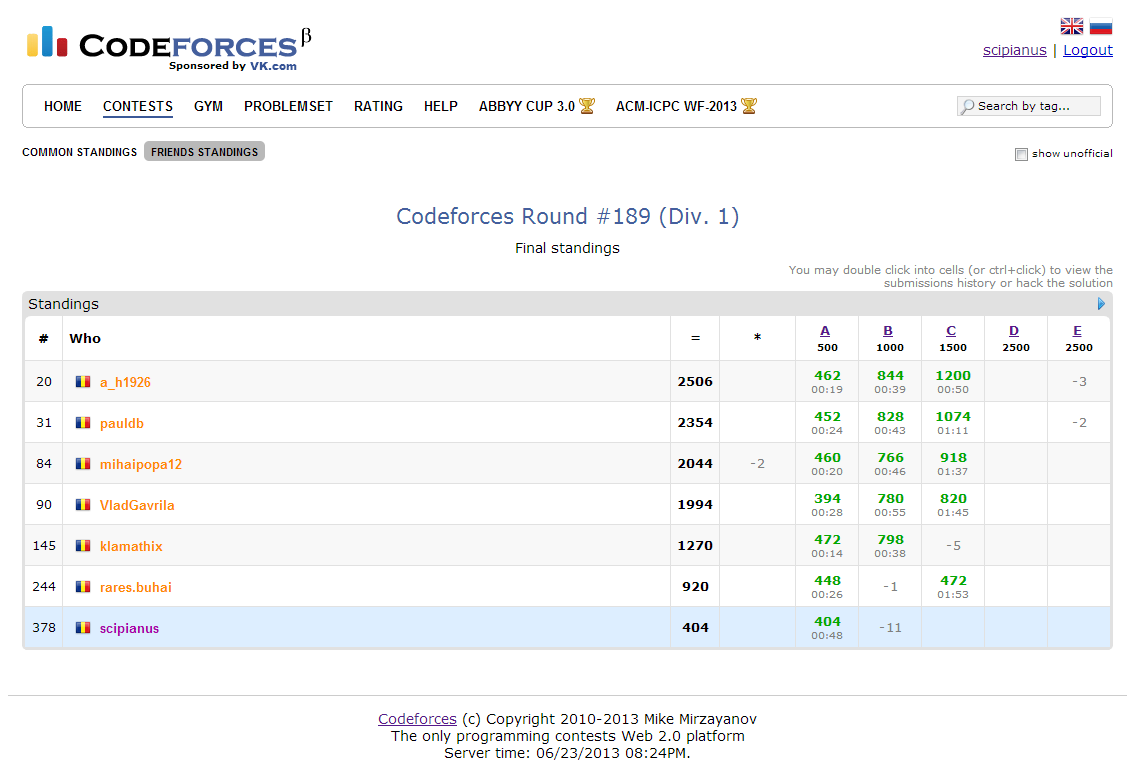 CODEFORCES β
Sponsored by VK.com
scipianus | Logout
HOME CONTESTS GYM PROBLEMSET RATING HELP ABBYY CUP 3.0 ACM-ICPC WF-2013 Search by tag...
COMMON STANDINGS FRIENDS STANDINGS show unofficial
Codeforces Round #189 (Div. 1)
Final standings
You may double click into cells (or ctrl+click) to view the
submissions history or hack the solution
Standings
# Who = * A B C D E
500 1000 1500 2500 2500
20 a_h1926 2506 462 844 1200 -3
00:19 00:39 00:50
31 pauldb 2354 452 828 1074 -2
00:24 00:43 01:11
84 mihaipopa12 2044 -2 460 766 918
00:20 00:46 01:37
90 VladGavrila 1994 394 780 820
00:28 00:55 01:45
145 klamathix 1270 472 798 -5
00:14 00:38
244 rares.buhai 920 448 -1 472
00:26 01:53
378 scipianus 404 404 -11
00:48
Codeforces (c) Copyright 2010-2013 Mike Mirzayanov
The only programming contests Web 2.0 platform
Server time: 06/23/2013 08:24PM.